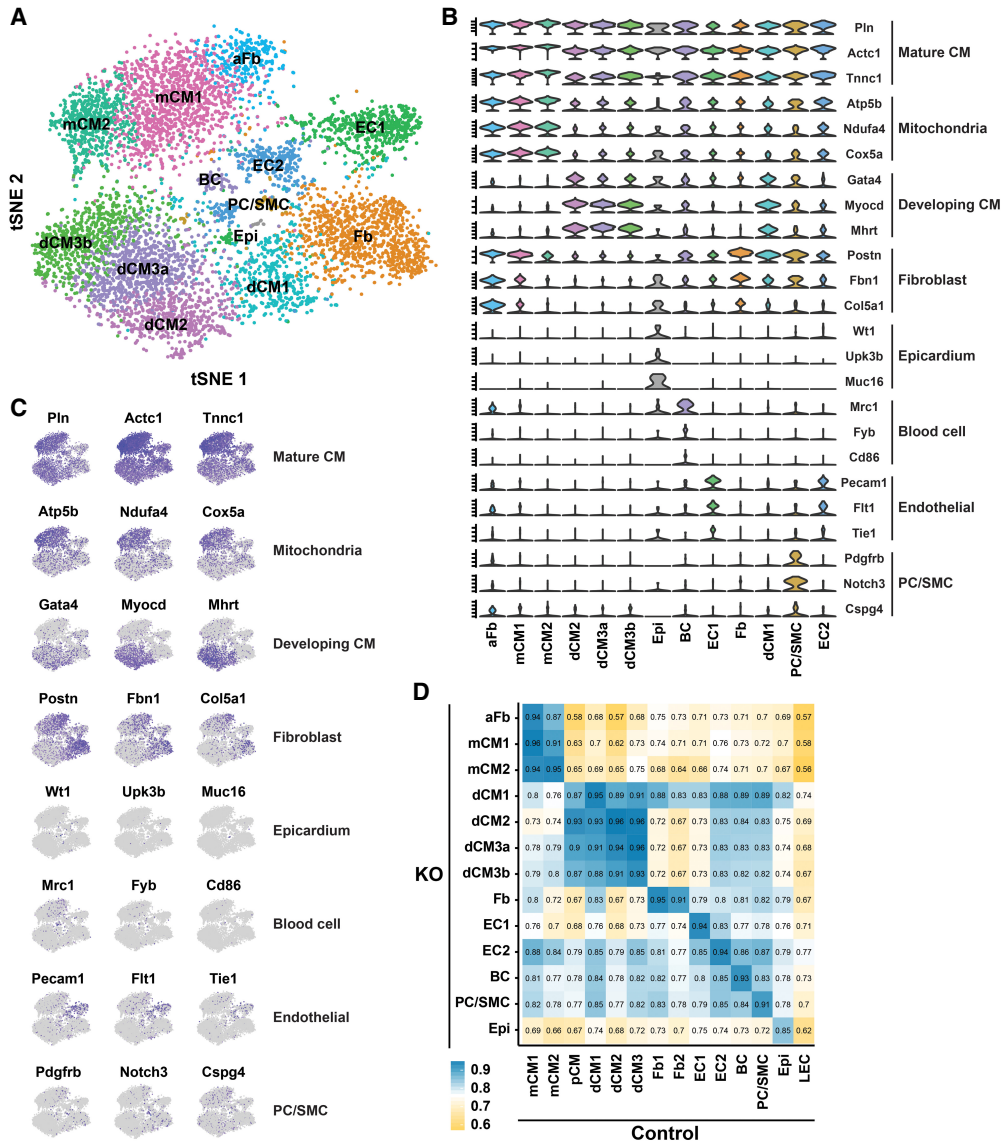 A
aFb
mCM1
mCM2
EC1
EC2
BC
PC/SMC
Epi
Fb
dCM3b
dCM3a
dCM1
dCM2
tSNE 2
tSNE 1
B
Pln
Actc1
Tnnc1
Mature CM
Atp5b
Ndufa4
Cox5a
Mitochondria
Gata4
Myocd
Mhrt
Developing CM
Postn
Fbn1
Col5a1
Fibroblast
Wt1
Upk3b
Muc16
Epicardium
Mrc1
Fyb
Cd86
Blood cell
Pecam1
Flt1
Tie1
Endothelial
Pdgfrb
Notch3
Cspg4
PC/SMC
aFb mCM1 mCM2 dCM2 dCM3a dCM3b Epi BC EC1 Fb dCM1 PC/SMC EC2
C
Pln Actc1 Tnnc1
Mature CM
Atp5b Ndufa4 Cox5a
Mitochondria
Gata4 Myocd Mhrt
Developing CM
Postn Fbn1 Col5a1
Fibroblast
Wt1 Upk3b Muc16
Epicardium
Mrc1 Fyb Cd86
Blood cell
Pecam1 Flt1 Tie1
Endothelial
Pdgfrb Notch3 Cspg4
PC/SMC
D
KO
aFb 0.94 0.87 0.58 0.68 0.57 0.68 0.75 0.73 0.71 0.73 0.71 0.7 0.69 0.57
mCM1 0.96 0.91 0.63 0.7 0.62 0.73 0.74 0.71 0.71 0.76 0.73 0.72 0.7 0.58
mCM2 0.94 0.95 0.65 0.69 0.65 0.75 0.68 0.64 0.66 0.74 0.71 0.7 0.67 0.56
dCM1 0.8 0.76 0.87 0.95 0.89 0.91 0.88 0.83 0.83 0.88 0.89 0.89 0.82 0.74
dCM2 0.73 0.74 0.93 0.93 0.96 0.96 0.72 0.67 0.73 0.83 0.84 0.83 0.75 0.69
dCM3a 0.78 0.79 0.9 0.91 0.94 0.96 0.72 0.67 0.73 0.83 0.83 0.83 0.74 0.68
dCM3b 0.79 0.8 0.87 0.88 0.91 0.93 0.72 0.67 0.73 0.84 0.82 0.82 0.74 0.67
Fb 0.8 0.72 0.67 0.83 0.67 0.73 0.95 0.91 0.79 0.8 0.81 0.82 0.79 0.67
EC1 0.76 0.7 0.68 0.76 0.68 0.73 0.77 0.74 0.94 0.83 0.77 0.78 0.76 0.71
EC2 0.88 0.84 0.79 0.85 0.79 0.85 0.81 0.77 0.85 0.94 0.86 0.87 0.79 0.77
BC 0.81 0.77 0.78 0.84 0.78 0.82 0.82 0.77 0.8 0.85 0.93 0.83 0.78 0.73
PC/SMC 0.82 0.78 0.77 0.85 0.77 0.82 0.83 0.78 0.79 0.85 0.84 0.91 0.78 0.7
Epi 0.69 0.66 0.67 0.74 0.68 0.72 0.73 0.7 0.75 0.74 0.73 0.72 0.85 0.62
mCM1 mCM2 pCM dCM1 dCM2 dCM3 Fb1 Fb2 EC1 EC2 BC PC/SMC Epi LEC
0.9
0.8
0.7
0.6
Control